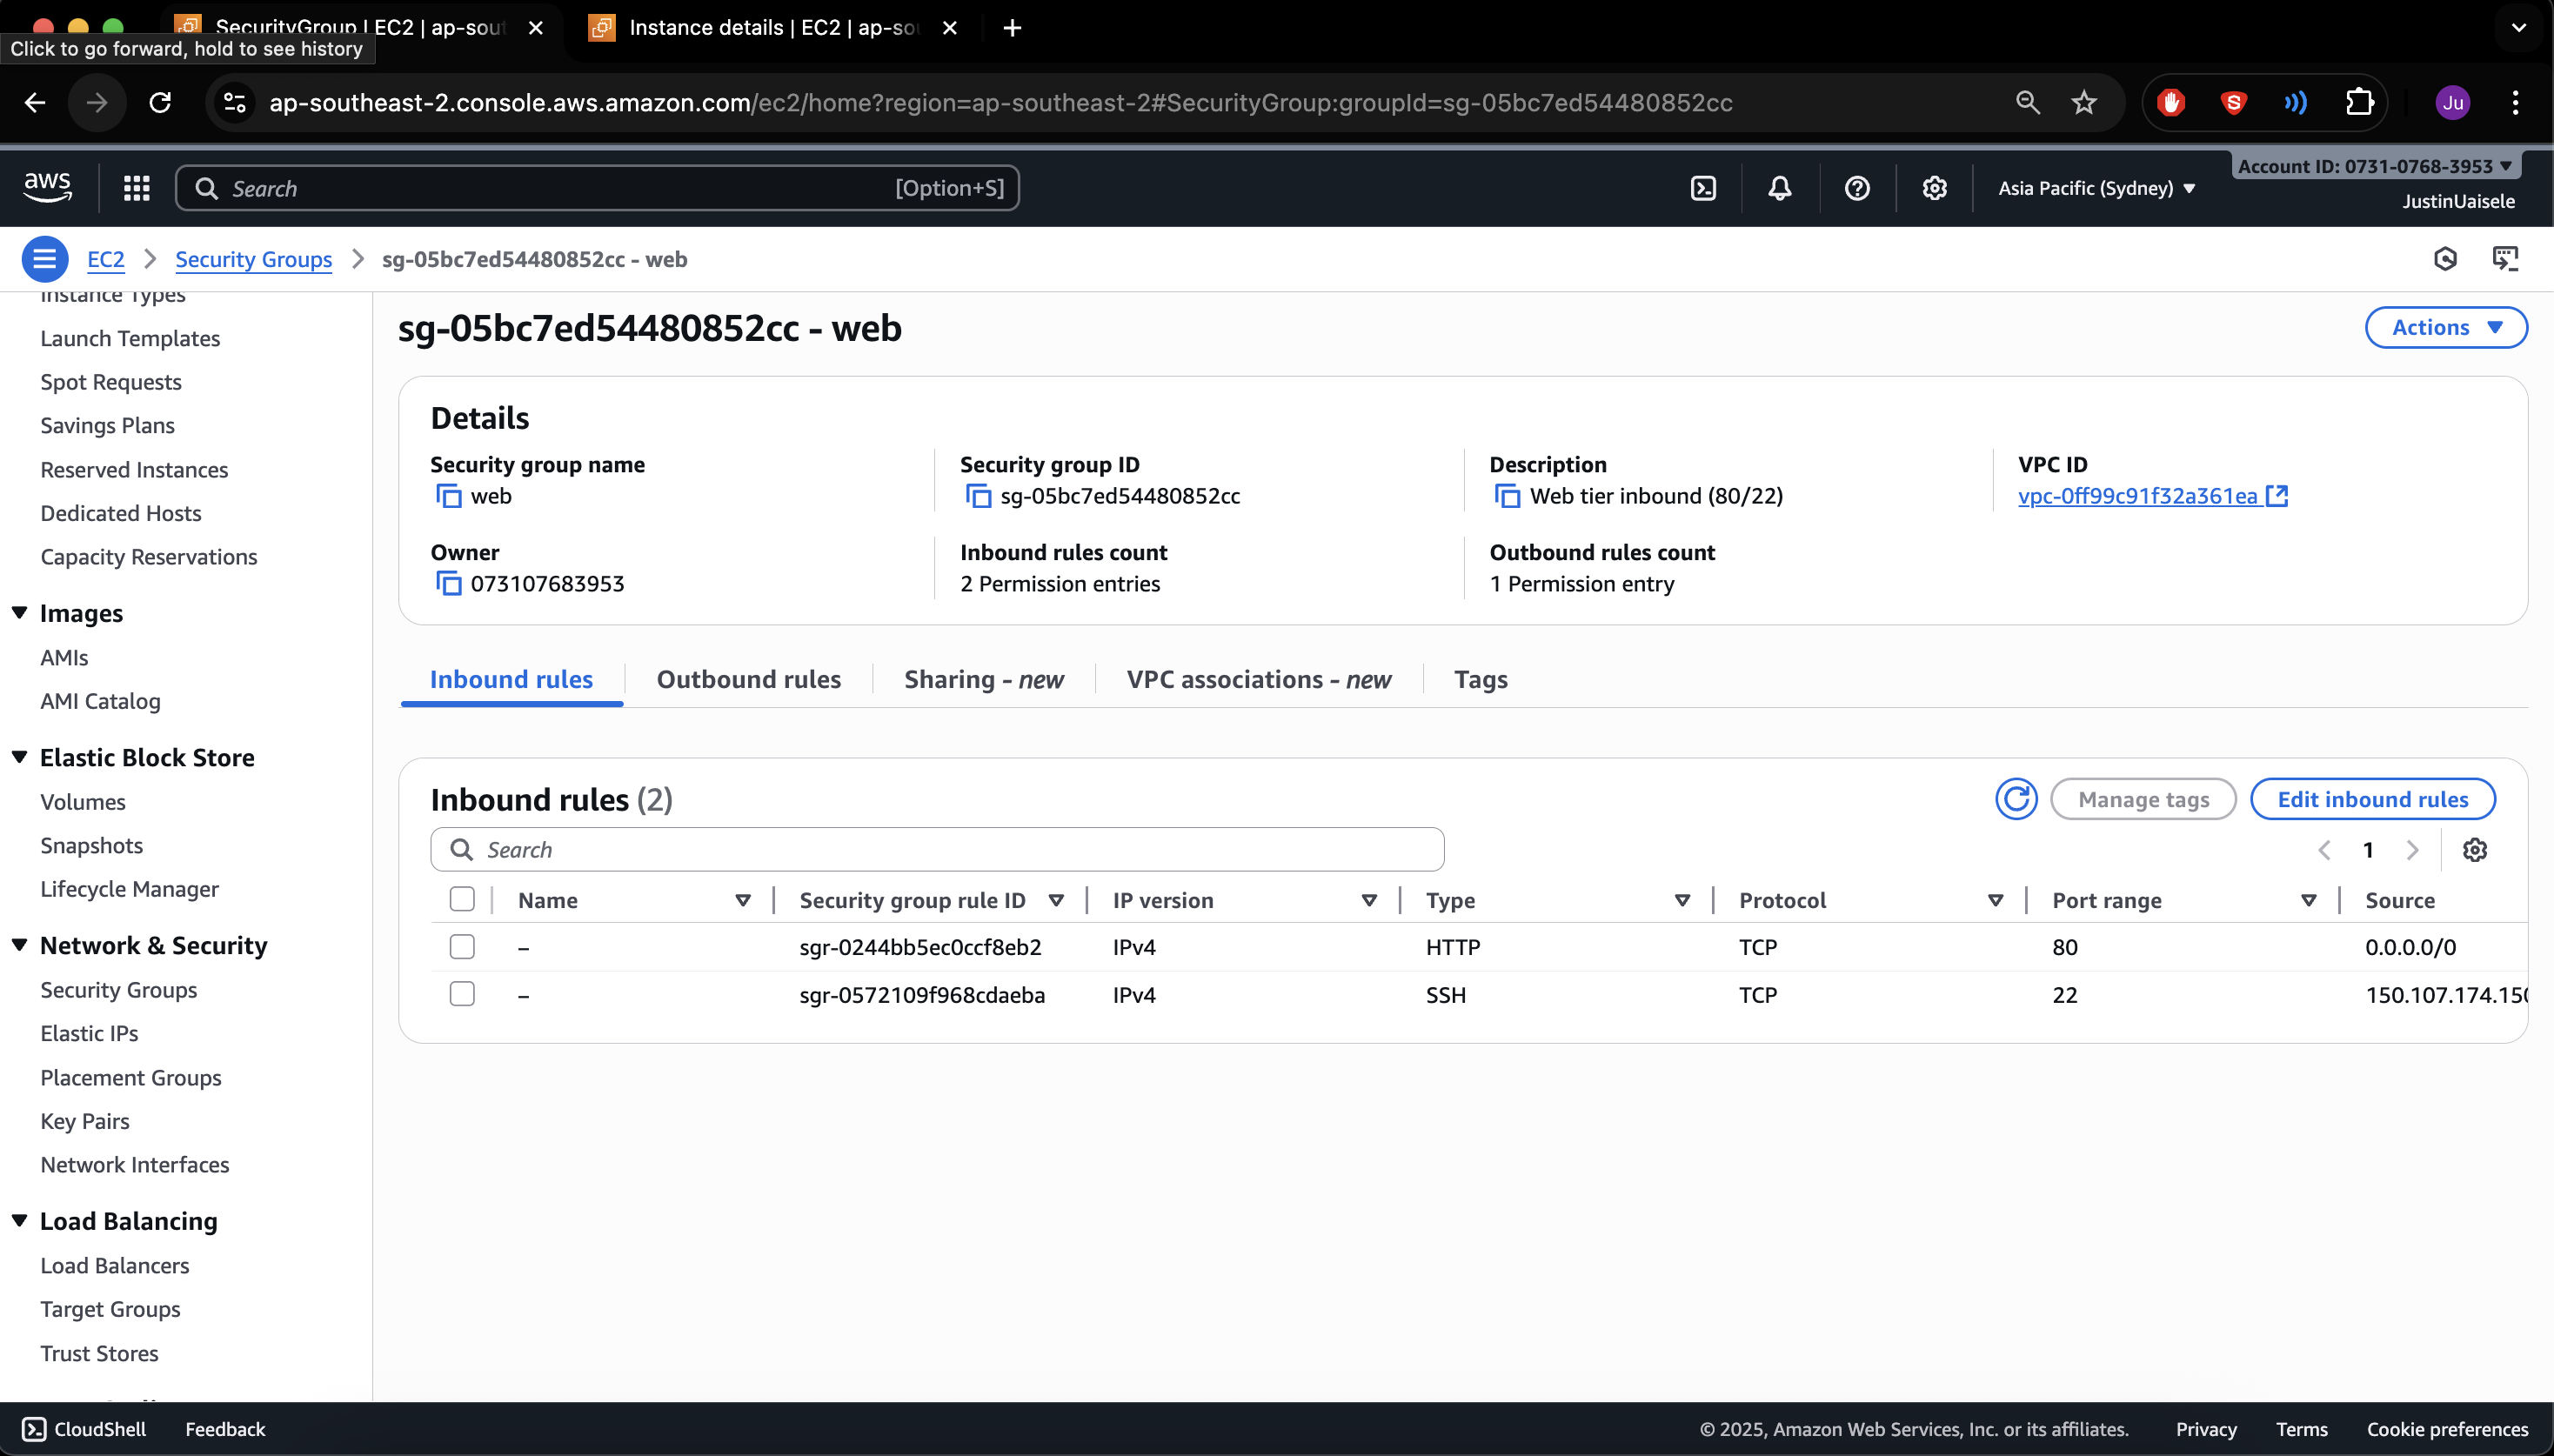 SecurityGroup | EC2 | ap-sout
Instance details | EC2 | ap-so
Click to go forward, hold to see history
ap-southeast-2.console.aws.amazon.com/ec2/home?region=ap-southeast-2#SecurityGroup:groupId=sg-05bc7ed54480852cc
Ju
aws
Search
[Option+S]
Asia Pacific (Sydney)
Account ID: 0731-0768-3953
JustinUaisele
EC2
Security Groups
sg-05bc7ed54480852cc - web
Instance Types
Launch Templates
Spot Requests
Savings Plans
Reserved Instances
Dedicated Hosts
Capacity Reservations
Images
AMIs
AMI Catalog
Elastic Block Store
Volumes
Snapshots
Lifecycle Manager
Network & Security
Security Groups
Elastic IPs
Placement Groups
Key Pairs
Network Interfaces
Load Balancing
Load Balancers
Target Groups
Trust Stores
sg-05bc7ed54480852cc - web
Actions
Details
Security group name
web
Security group ID
sg-05bc7ed54480852cc
Description
Web tier inbound (80/22)
VPC ID
vpc-0ff99c91f32a361ea
Owner
073107683953
Inbound rules count
2 Permission entries
Outbound rules count
1 Permission entry
Inbound rules
Outbound rules
Sharing - new
VPC associations - new
Tags
Inbound rules (2)
Manage tags
Edit inbound rules
Search
1
Name Security group rule ID IP version Type Protocol Port range Source
– sgr-0244bb5ec0ccf8eb2 IPv4 HTTP TCP 80 0.0.0.0/0
– sgr-0572109f968cdaeba IPv4 SSH TCP 22 150.107.174.150
CloudShell
Feedback
© 2025, Amazon Web Services, Inc. or its affiliates.
Privacy
Terms
Cookie preferences